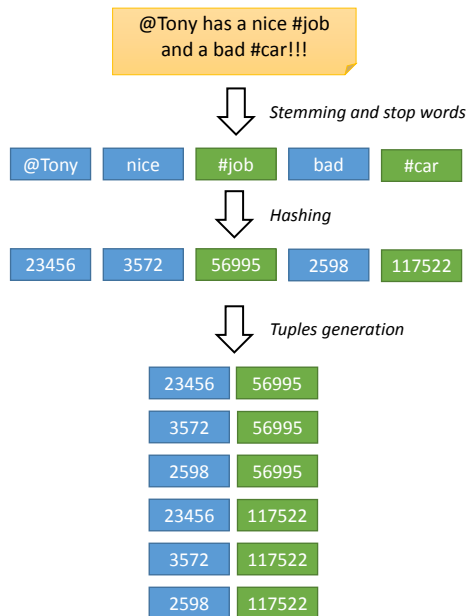 @Tony has a nice #job
and a bad #car!!!
Stemming and stop words
@Tony nice #job bad #car
Hashing
23456 3572 56995 2598 117522
Tuples generation
23456 56995
3572 56995
2598 56995
23456 117522
3572 117522
2598 117522